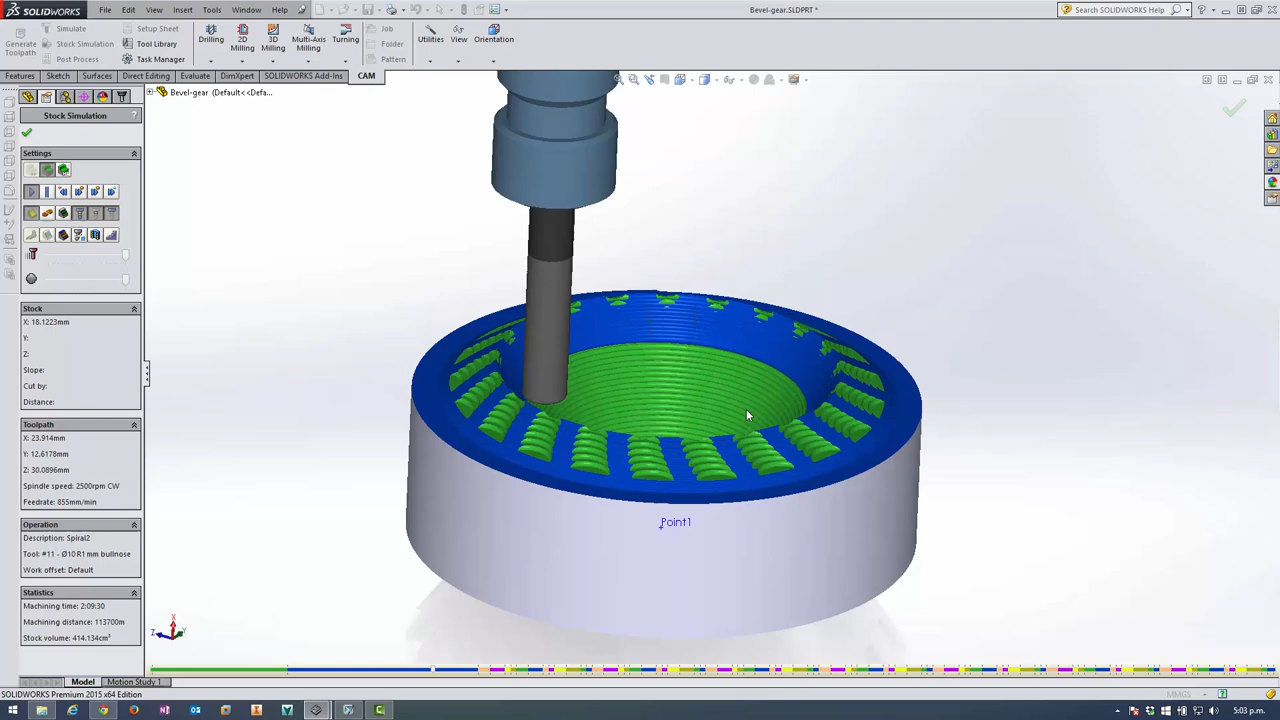 SOLIDWORKS
File Edit View Insert Tools Window Help
Bevel-gear.SLDPRT *
Search SOLIDWORKS Help
Generate Toolpath
Simulate
Stock Simulation
Post Process
Setup Sheet
Tool Library
Task Manager
Drilling
2D Milling
3D Milling
Multi-Axis Milling
Turning
Job
Folder
Pattern
Utilities
View
Orientation
Features Sketch Surfaces Direct Editing Evaluate DimXpert SOLIDWORKS Add-Ins CAM
Bevel-gear (Default<<Defa...
Stock Simulation ?
Settings
Stock
X: 18.1223mm
Y:
Z:
Slope:
Cut by:
Distance:
Toolpath
X: 23.914mm
Y: 12.6178mm
Z: 30.0896mm
Spindle speed: 2500rpm CW
Feedrate: 855mm/min
Operation
Description: Spiral2
Tool: #11 - Ø10 R1 mm bullnose
Work offset: Default
Statistics
Machining time: 2:09:30
Machining distance: 113700m
Stock volume: 414.134cm³
Point1
X
Z
Y
Model Motion Study 1
SOLIDWORKS Premium 2015 x64 Edition
MMGS
5:03 p.m.